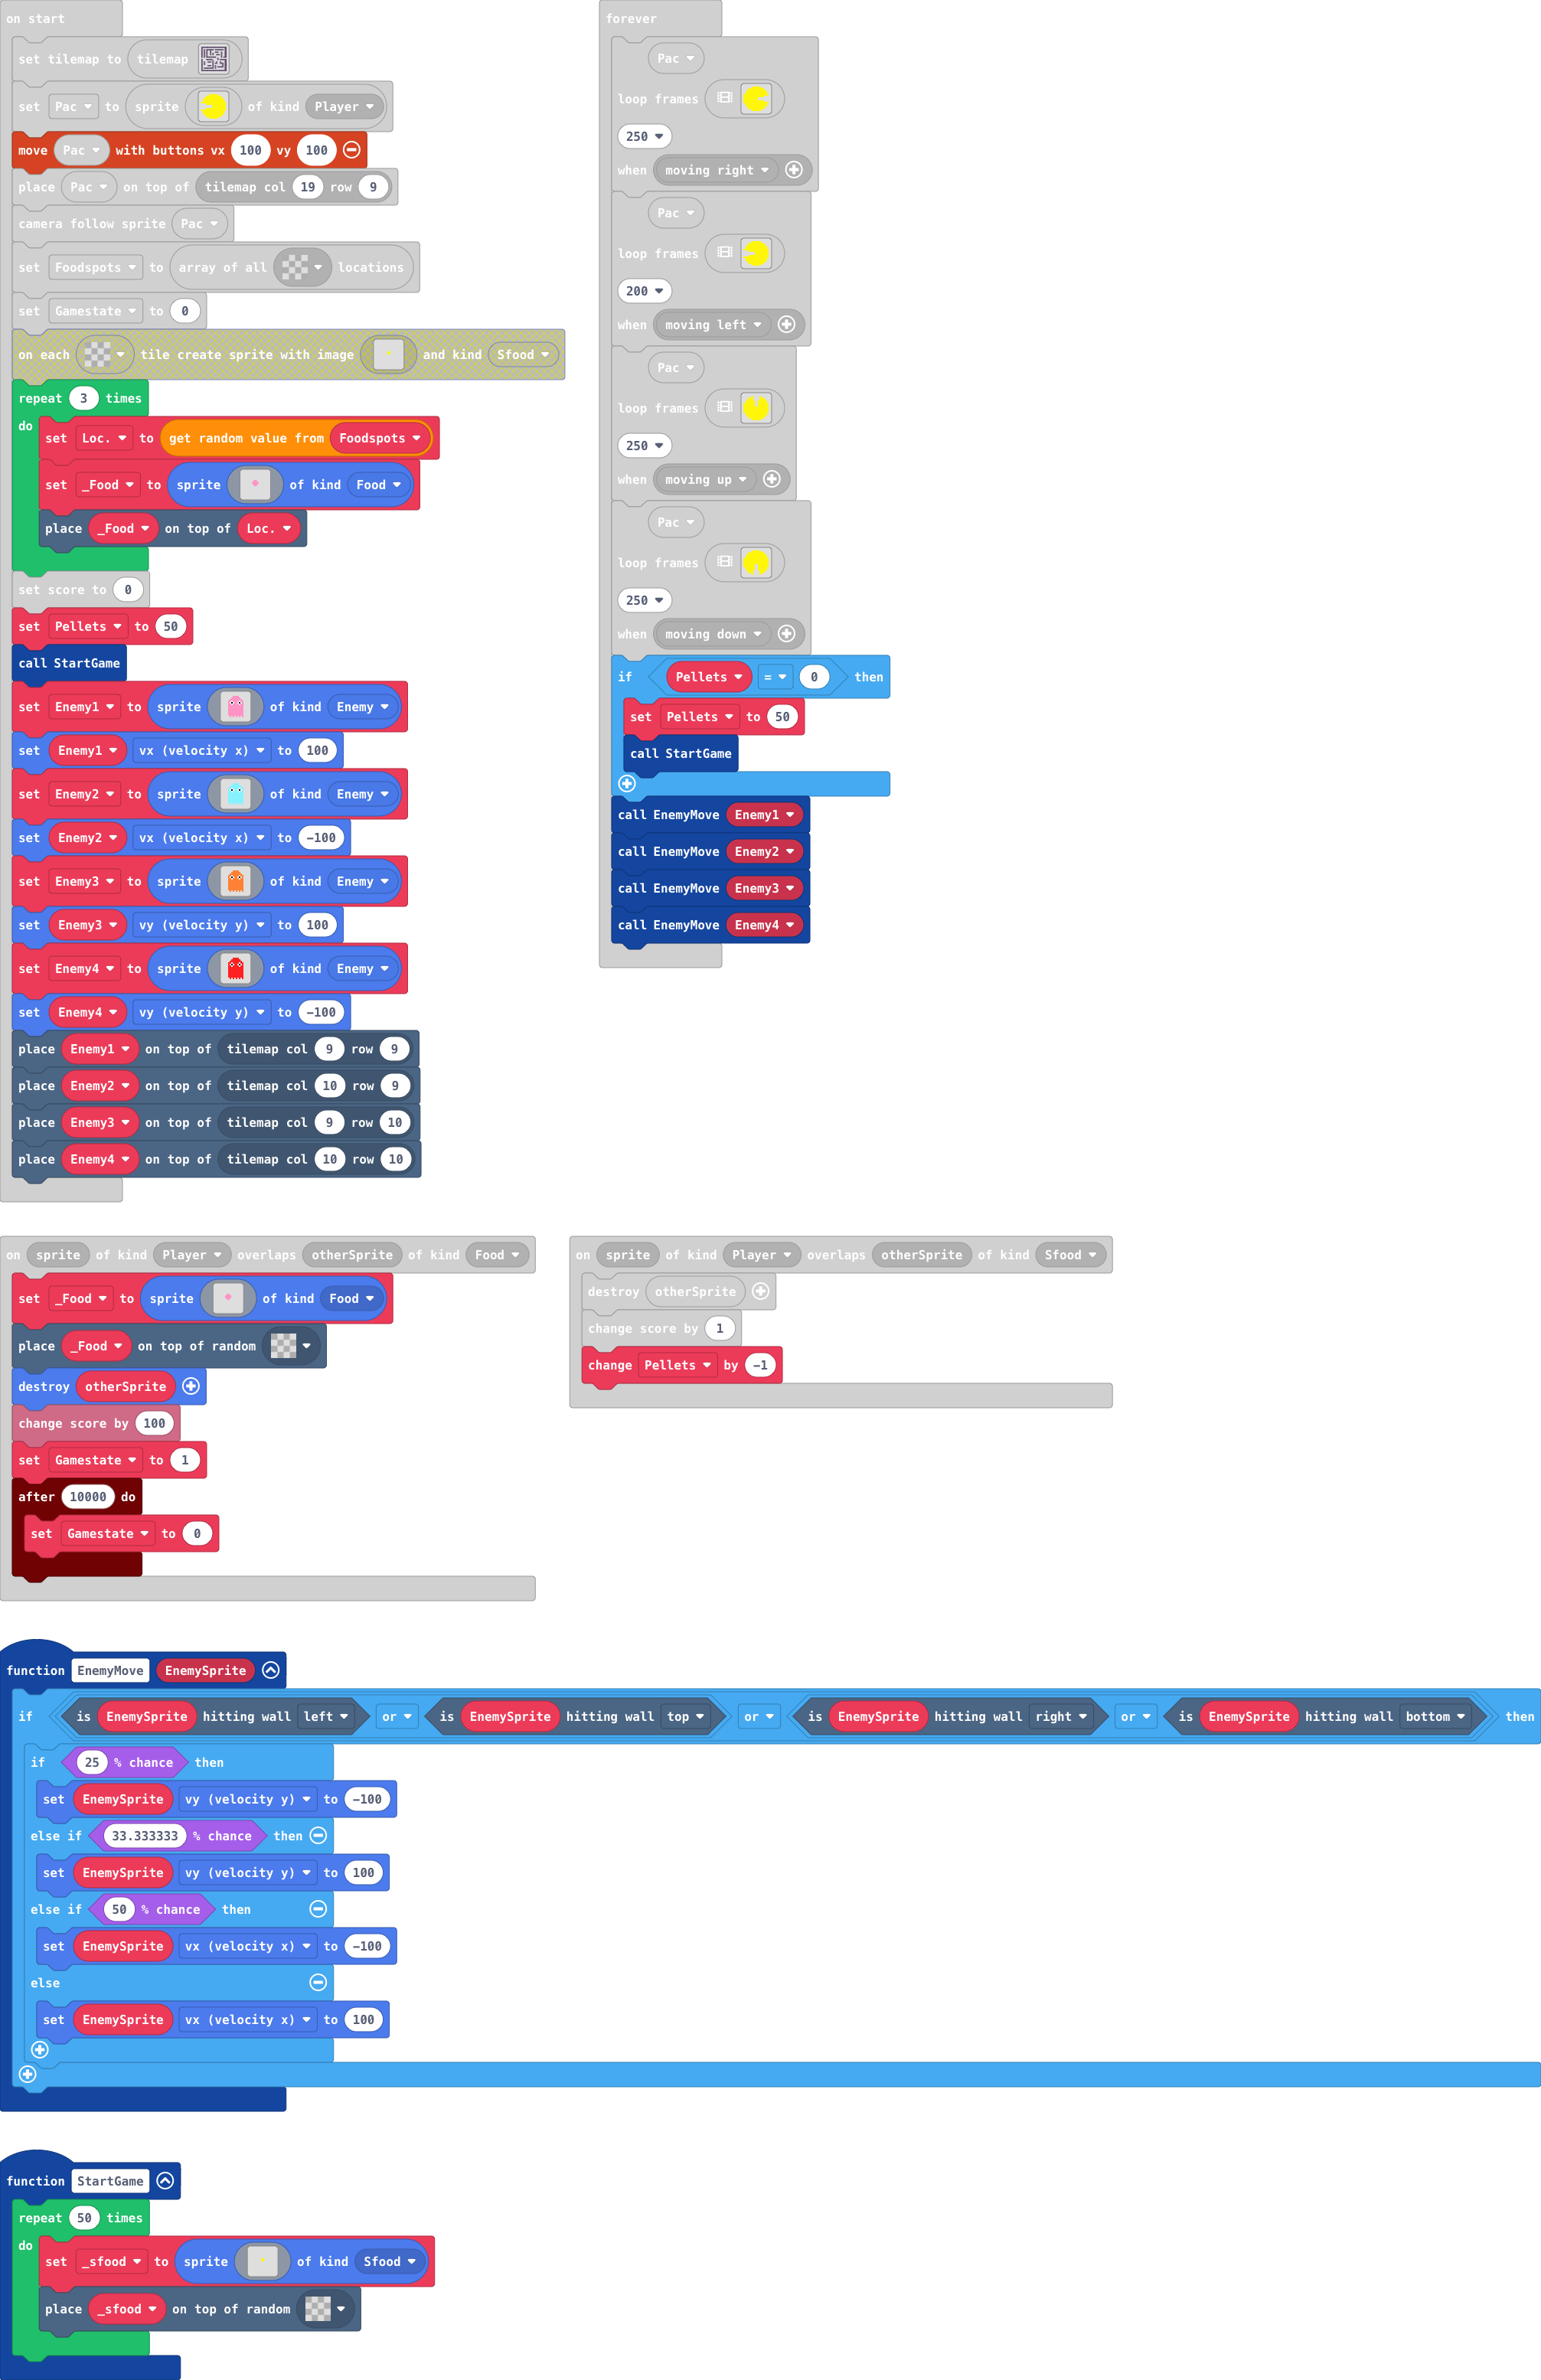 on start
set tilemap to tilemap
set Pac to sprite of kind Player
move Pac with buttons vx 100 vy 100
place Pac on top of tilemap col 19 row 9
camera follow sprite Pac
set Foodspots to array of all locations
set Gamestate to 0
on each tile create sprite with image and kind Sfood
repeat 3 times
do
set Loc. to get random value from Foodspots
set _Food to sprite of kind Food
place _Food on top of Loc.
set score to 0
set Pellets to 50
call StartGame
set Enemy1 to sprite of kind Enemy
set Enemy1 vx (velocity x) to 100
set Enemy2 to sprite of kind Enemy
set Enemy2 vx (velocity x) to -100
set Enemy3 to sprite of kind Enemy
set Enemy3 vy (velocity y) to 100
set Enemy4 to sprite of kind Enemy
set Enemy4 vy (velocity y) to -100
place Enemy1 on top of tilemap col 9 row 9
place Enemy2 on top of tilemap col 10 row 9
place Enemy3 on top of tilemap col 9 row 10
place Enemy4 on top of tilemap col 10 row 10
forever
Pac
loop frames
250
when moving right
Pac
loop frames
200
when moving left
Pac
loop frames
250
when moving up
Pac
loop frames
250
when moving down
if Pellets = 0 then
set Pellets to 50
call StartGame
call EnemyMove Enemy1
call EnemyMove Enemy2
call EnemyMove Enemy3
call EnemyMove Enemy4
on sprite of kind Player overlaps otherSprite of kind Food
set _Food to sprite of kind Food
place _Food on top of random
destroy otherSprite
change score by 100
set Gamestate to 1
after 10000 do
set Gamestate to 0
on sprite of kind Player overlaps otherSprite of kind Sfood
destroy otherSprite
change score by 1
change Pellets by -1
function EnemyMove EnemySprite
if is EnemySprite hitting wall left or is EnemySprite hitting wall top or is EnemySprite hitting wall right or is EnemySprite hitting wall bottom then
if 25 % chance then
set EnemySprite vy (velocity y) to -100
else if 33.333333 % chance then
set EnemySprite vy (velocity y) to 100
else if 50 % chance then
set EnemySprite vx (velocity x) to -100
else
set EnemySprite vx (velocity x) to 100
function StartGame
repeat 50 times
do
set _sfood to sprite of kind Sfood
place _sfood on top of random